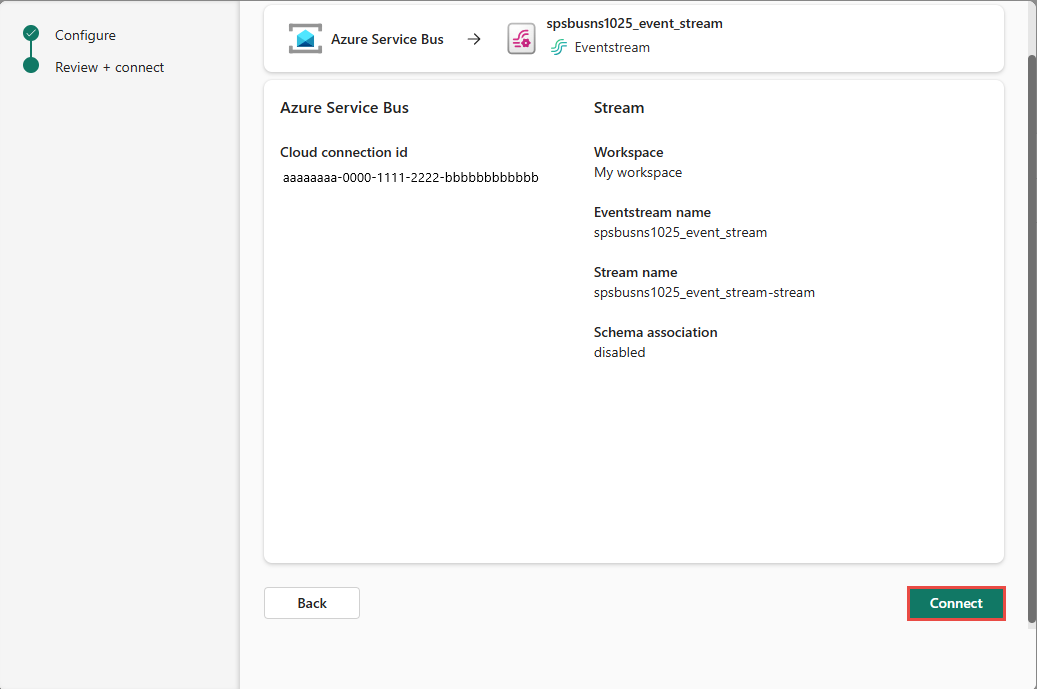 Configure
Review + connect
Azure Service Bus
spsbusns1025_event_stream
Eventstream
Azure Service Bus
Cloud connection id
aaaaaaaa-0000-1111-2222-bbbbbbbbbbbb
Stream
Workspace
My workspace
Eventstream name
spsbusns1025_event_stream
Stream name
spsbusns1025_event_stream-stream
Schema association
disabled
Back
Connect